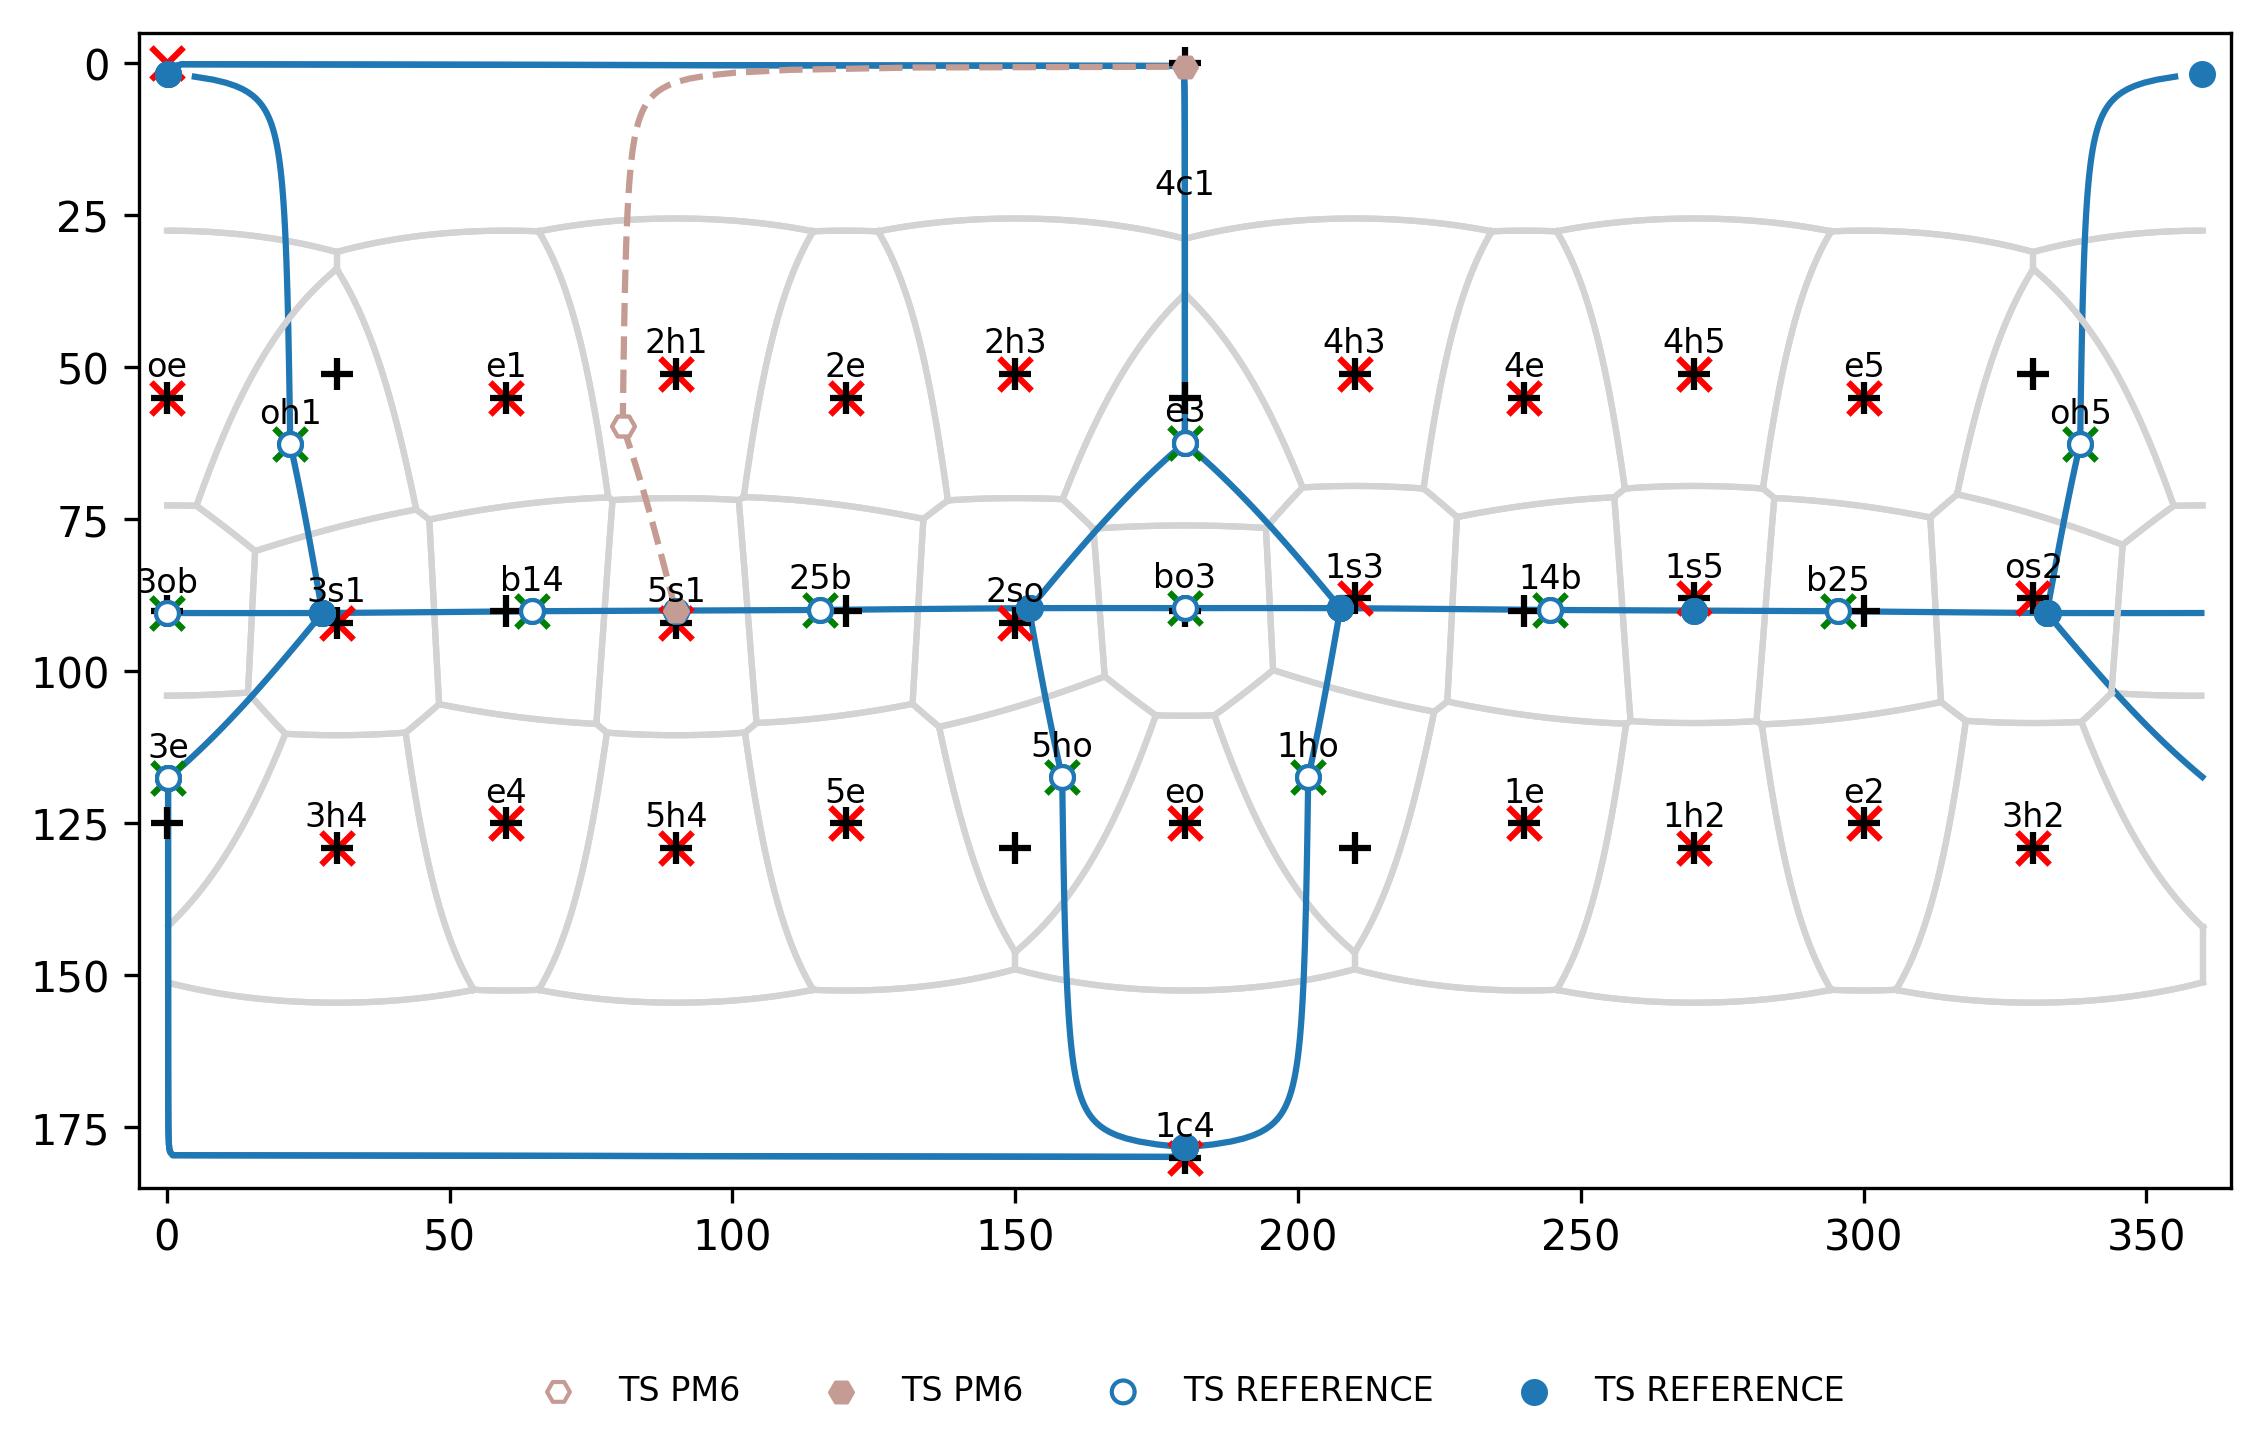 0
4c1
25
2h1 2h3 4h3 4h5
50 oe e1 2e 4e e5
oh1 e3 oh5
75
3ob 3s1 b14 5s1 25b 2so bo3 1s3 14b 1s5 b25 os2
100
3e 5ho 1ho
125 3h4 e4 5h4 5e eo 1e 1h2 e2 3h2
150
175 1c4
0 50 100 150 200 250 300 350
TS PM6 TS PM6 TS REFERENCE TS REFERENCE